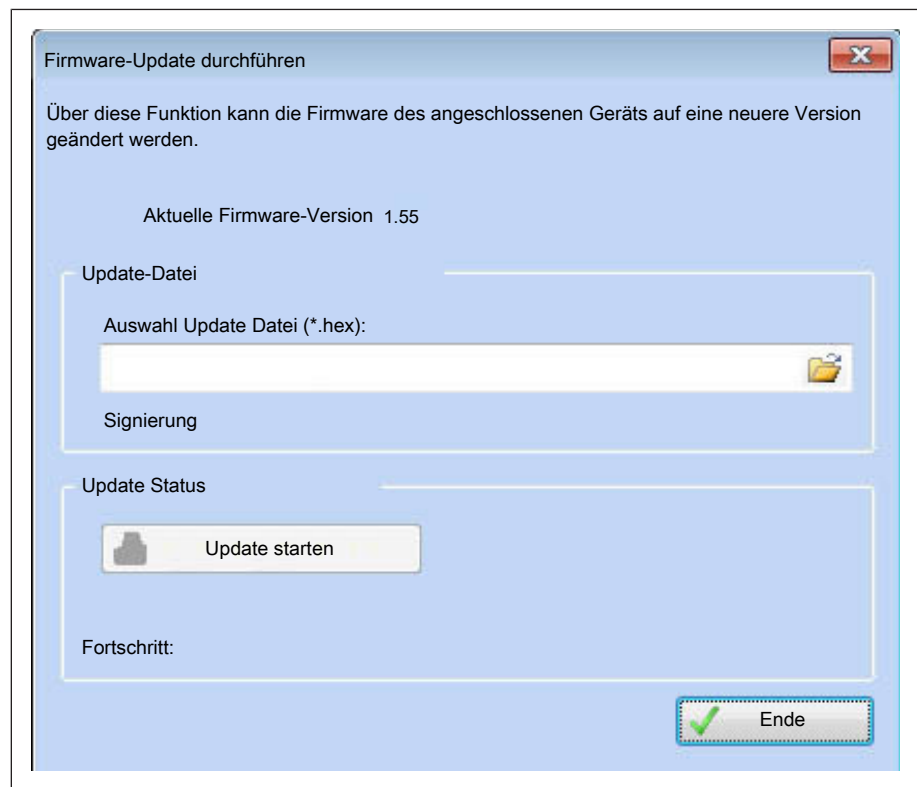 Firmware-Update durchführen
Über diese Funktion kann die Firmware des angeschlossenen Geräts auf eine neuere Version
geändert werden.
Aktuelle Firmware-Version 1.55
Update-Datei
Auswahl Update Datei (*.hex):
Signierung
Update Status
Update starten
Fortschritt:
Ende